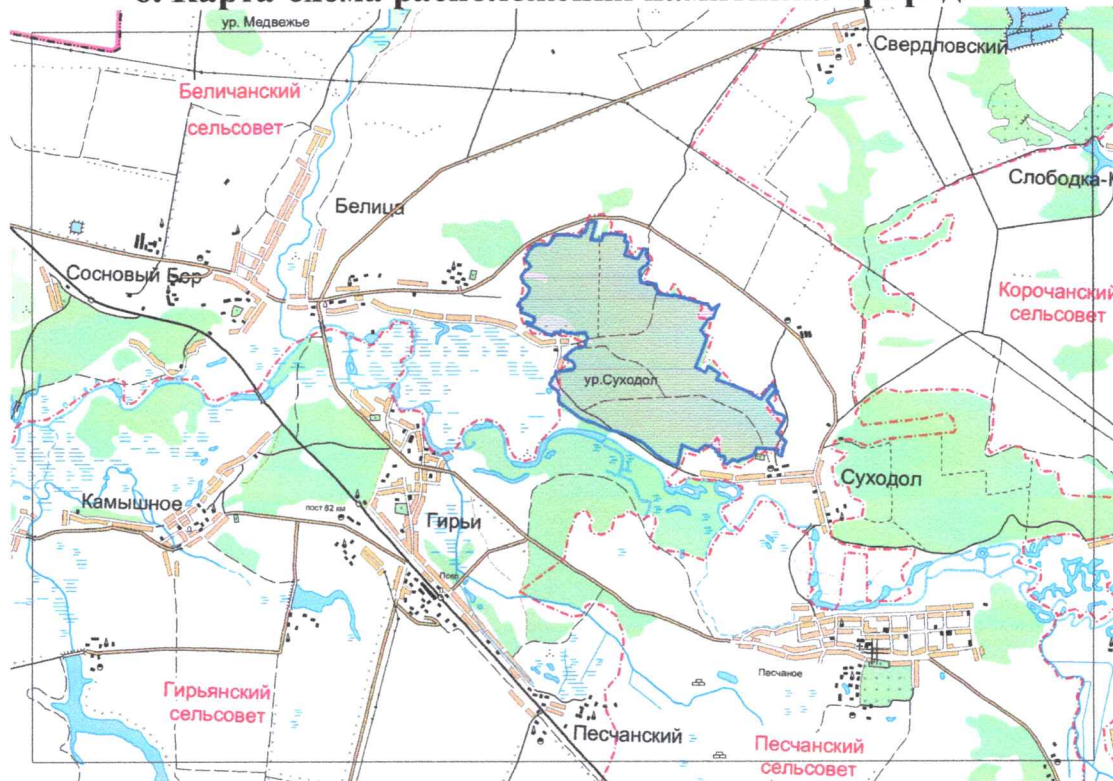 ур. Медвежье
Свердловский
Беличанский
сельсовет
Слободка-М
Белица
Сосновый Бор
Корочанский
сельсовет
ур.Суходол
Суходол
Камышное
пост 82 км
Гирьи
Псел
Песчаное
Гирьянский
сельсовет
Песчанский
Песчанский
сельсовет